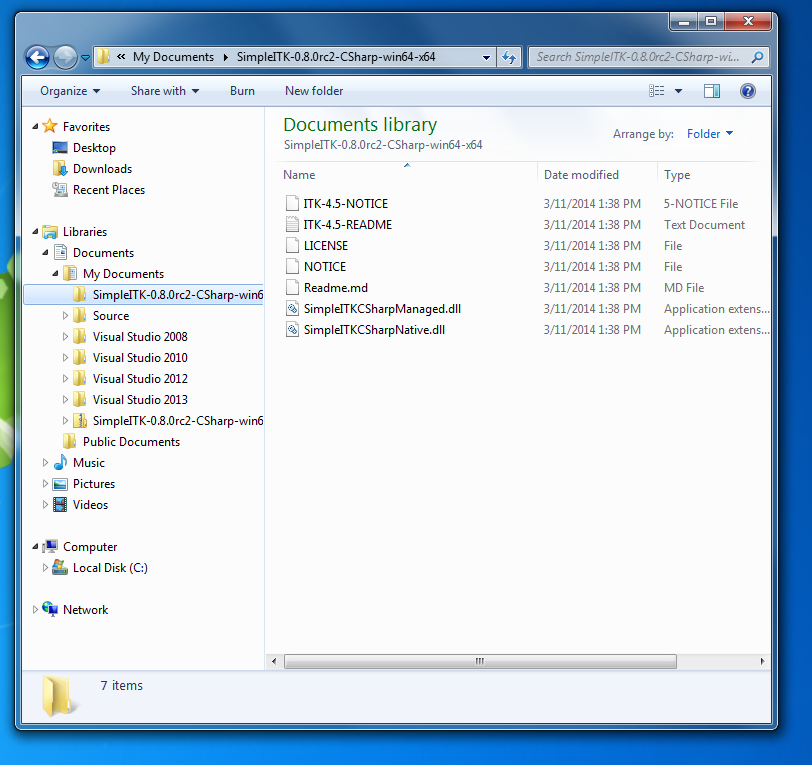 « My Documents ▸ SimpleITK-0.8.0rc2-CSharp-win64-x64
Search SimpleITK-0.8.0rc2-CSharp-wi...
Organize Share with Burn New folder
Favorites
Desktop
Downloads
Recent Places
Libraries
Documents
My Documents
SimpleITK-0.8.0rc2-CSharp-win6
Source
Visual Studio 2008
Visual Studio 2010
Visual Studio 2012
Visual Studio 2013
SimpleITK-0.8.0rc2-CSharp-win6
Public Documents
Music
Pictures
Videos
Computer
Local Disk (C:)
Network
Documents library
SimpleITK-0.8.0rc2-CSharp-win64-x64
Arrange by: Folder
Name Date modified Type
ITK-4.5-NOTICE 3/11/2014 1:38 PM 5-NOTICE File
ITK-4.5-README 3/11/2014 1:38 PM Text Document
LICENSE 3/11/2014 1:38 PM File
NOTICE 3/11/2014 1:38 PM File
Readme.md 3/11/2014 1:38 PM MD File
SimpleITKCSharpManaged.dll 3/11/2014 1:38 PM Application extens...
SimpleITKCSharpNative.dll 3/11/2014 1:38 PM Application extens...
7 items